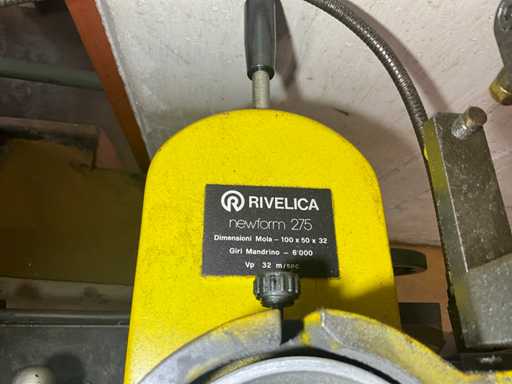 RIVELICA
newform 275
Dimensioni Mola – 100 x 50 x 32
Giri Mandrino – 6'000
Vp 32 m/sec